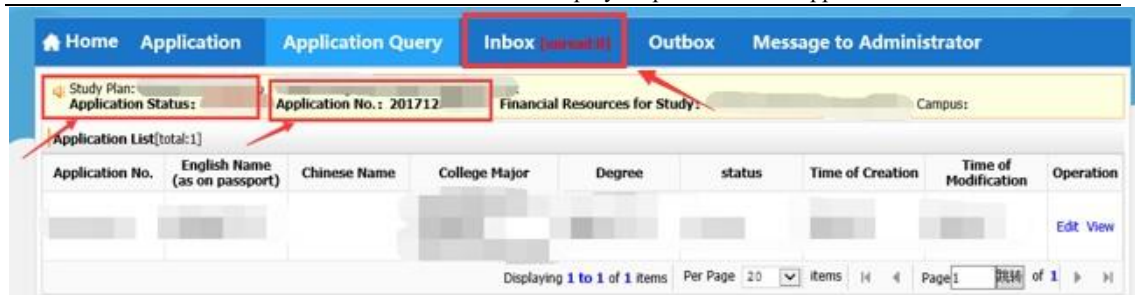 Home Application Application Query Inbox Outbox Message to Administrator
Study Plan:
Application Status: Application No.: 201712 Financial Resources for Study: Campus:
Application List[total:1]
Application No. English Name (as on passport) Chinese Name College Major Degree status Time of Creation Time of Modification Operation
Edit View
Displaying 1 to 1 of 1 items Per Page 20 items Page 1 跳转 of 1